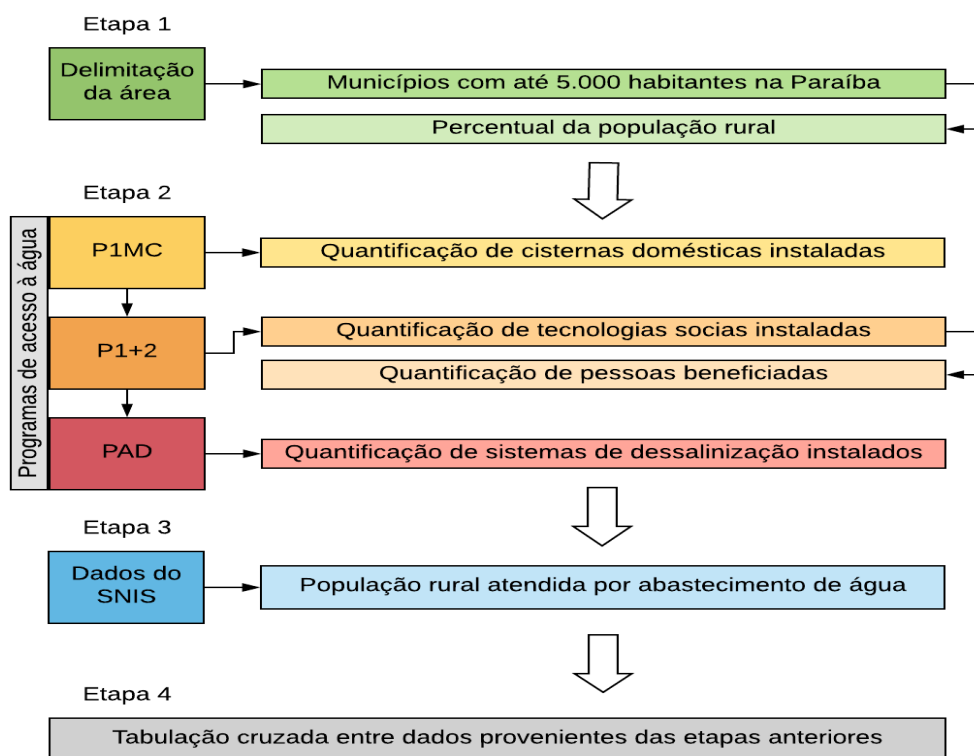 Etapa 1
Delimitação
da área
Municípios com até 5.000 habitantes na Paraíba
Percentual da população rural
Etapa 2
Programas de acesso à água
P1MC
Quantificação de cisternas domésticas instaladas
P1+2
Quantificação de tecnologias socias instaladas
Quantificação de pessoas beneficiadas
PAD
Quantificação de sistemas de dessalinização instalados
Etapa 3
Dados do
SNIS
População rural atendida por abastecimento de água
Etapa 4
Tabulação cruzada entre dados provenientes das etapas anteriores